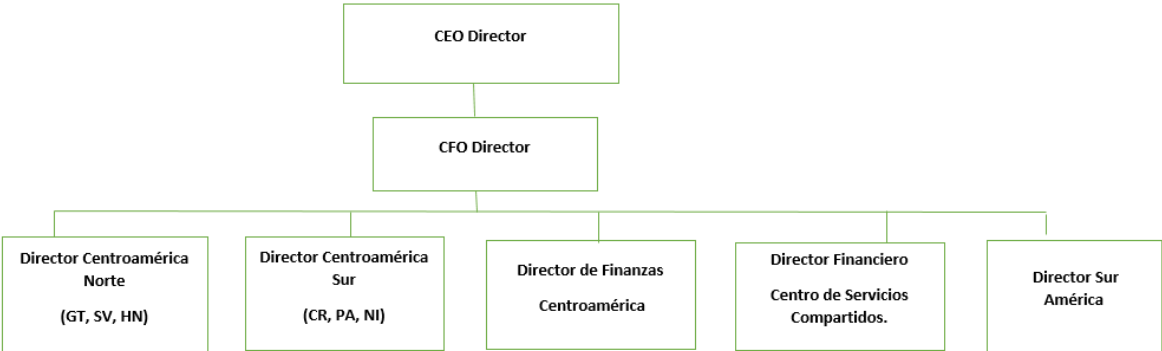 CEO Director
CFO Director
Director Centroamérica
Norte
(GT, SV, HN)
Director Centroamérica
Sur
(CR, PA, NI)
Director de Finanzas
Centroamérica
Director Financiero
Centro de Servicios
Compartidos.
Director Sur
América